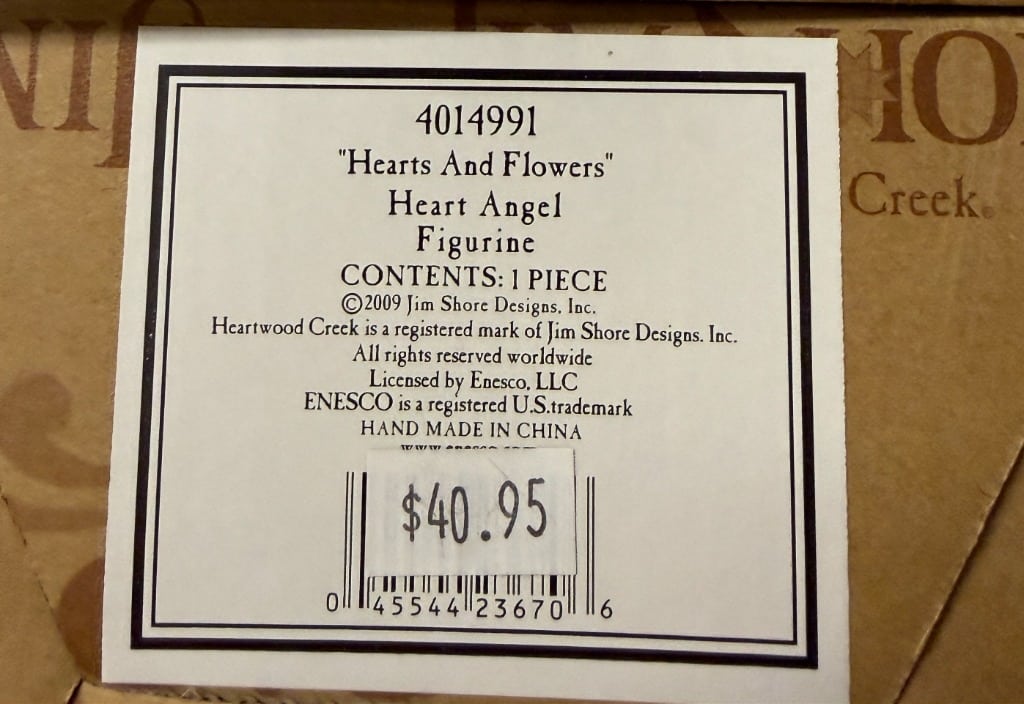 4014991
"Hearts And Flowers"
Heart Angel
Figurine
CONTENTS: 1 PIECE
©2009 Jim Shore Designs, Inc.
Heartwood Creek is a registered mark of Jim Shore Designs. Inc.
All rights reserved worldwide
Licensed by Enesco, LLC
ENESCO is a registered U.S.trademark
HAND MADE IN CHINA
$40.95
0 45544 23670 6
Creek®